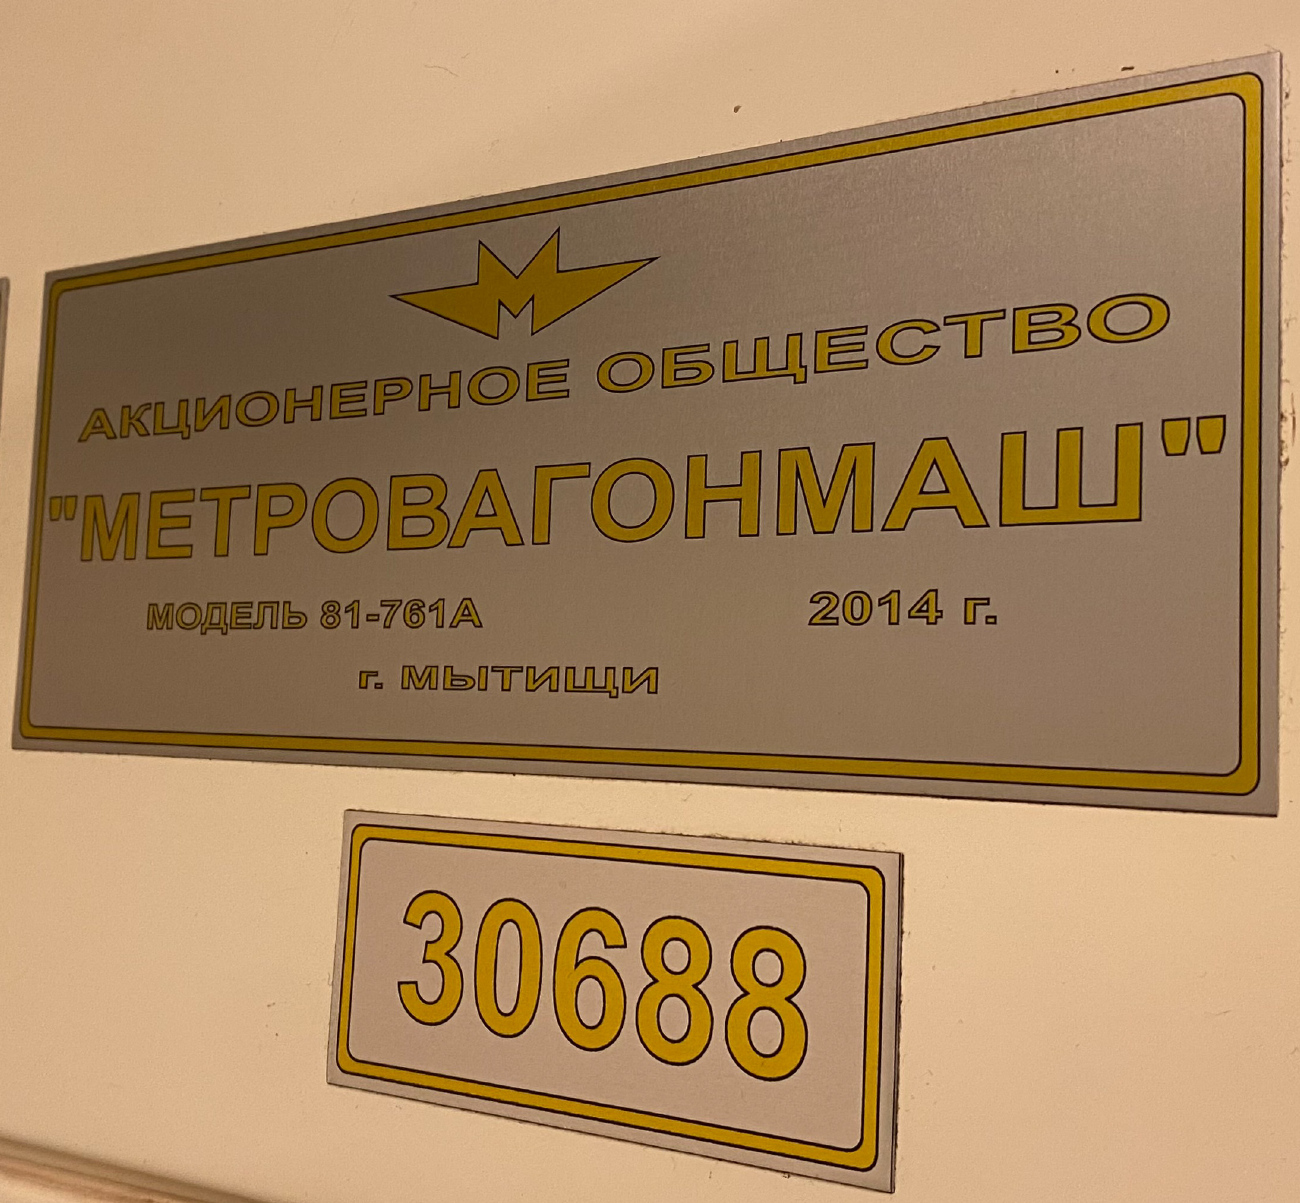 АКЦИОНЕРНОЕ ОБЩЕСТВО
"МЕТРОВАГОНМАШ"
МОДЕЛЬ 81-761А 2014 г.
г. МЫТИЩИ
30688